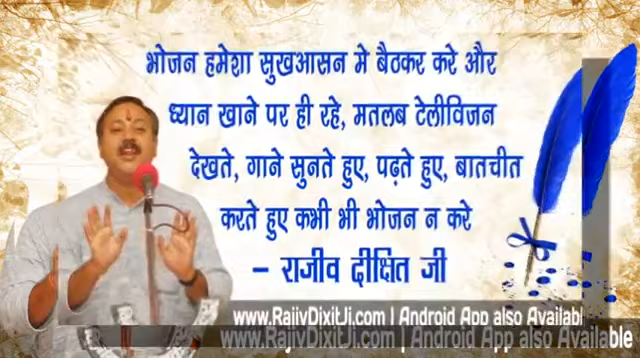 भोजन हमेशा सुखआसन मे बैठकर करे और
ध्यान खाने पर ही रहे, मतलब टेलीविजन
देखते, गाने सुनते हुए, पढ़ते हुए, बातचीत
करते हुए कभी भी भोजन न करे
– राजीव दीक्षित जी
www.RajivDixitJi.com | Android App also Availabl
www.RajivDixitJi.com | Android App also Available